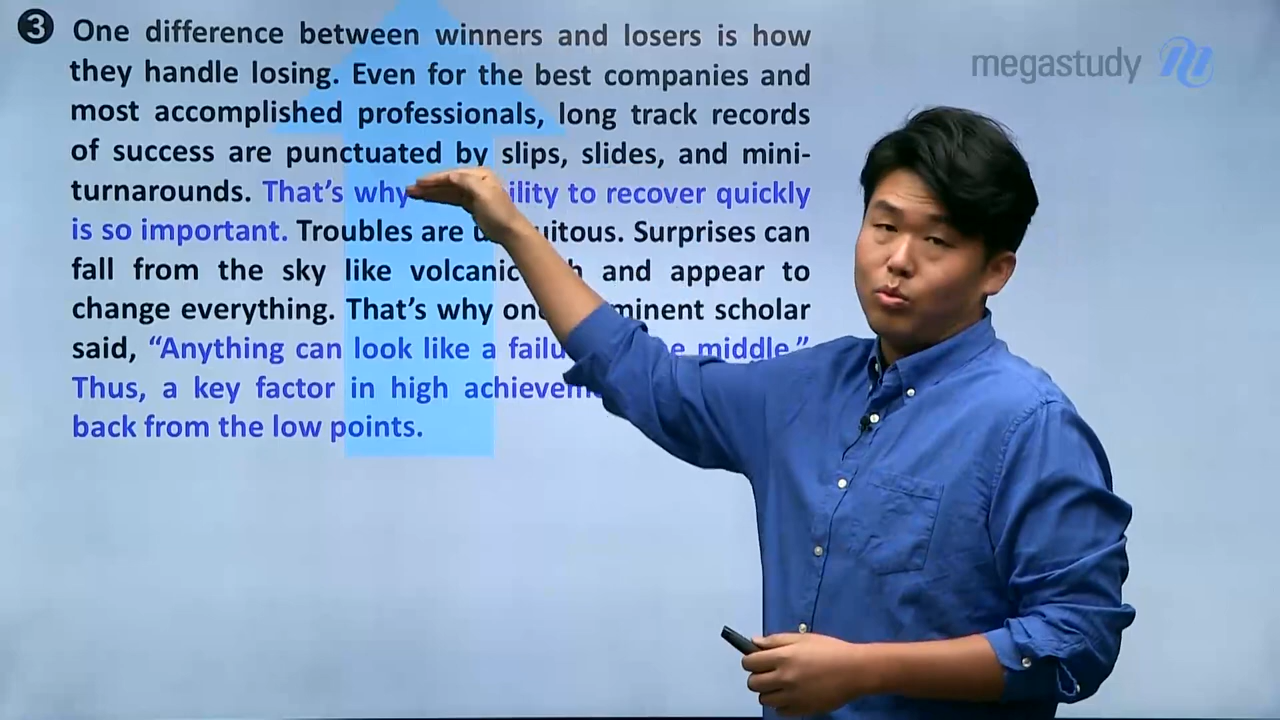 3 One difference between winners and losers is how
they handle losing. Even for the best companies and
most accomplished professionals, long track records
of success are punctuated by slips, slides, and mini-
turnarounds. That's why ility to recover quickly
is so important. Troubles are u uitous. Surprises can
fall from the sky like volcanic h and appear to
change everything. That's why one minent scholar
said, “Anything can look like a failu e middle.”
Thus, a key factor in high achievem
back from the low points.
megastudy